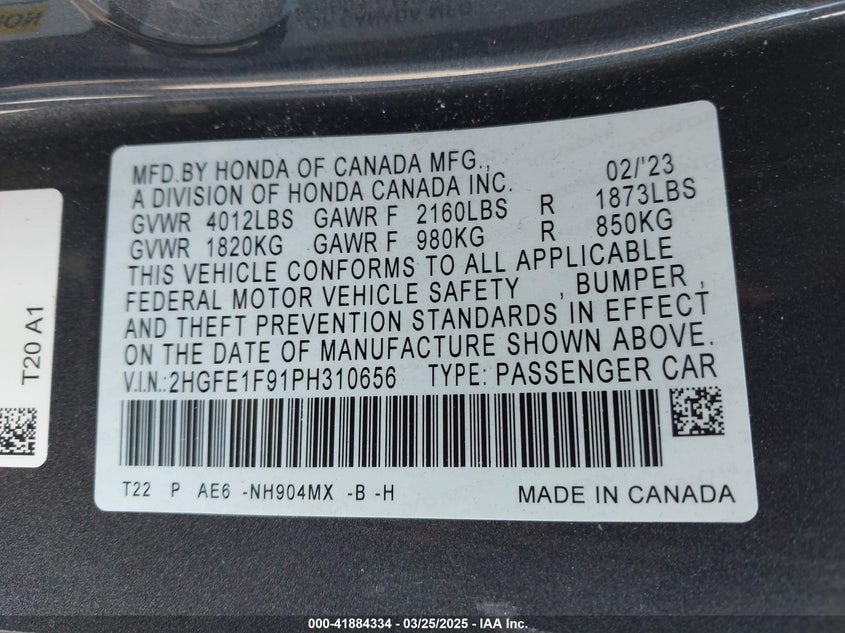 MFD.BY HONDA OF CANADA MFG., 02/'23
A DIVISION OF HONDA CANADA INC.
GVWR 4012LBS GAWR F 2160LBS R 1873LBS
GVWR 1820KG GAWR F 980KG R 850KG
THIS VEHICLE CONFORMS TO ALL APPLICABLE
FEDERAL MOTOR VEHICLE SAFETY , BUMPER ,
AND THEFT PREVENTION STANDARDS IN EFFECT
ON THE DATE OF MANUFACTURE SHOWN ABOVE.
V.I.N.:2HGFE1F91PH310656 TYPE: PASSENGER CAR
T22 P AE6 -NH904MX -B -H MADE IN CANADA
T20 A1
000-41884334 - 03/25/2025 - IAA Inc.